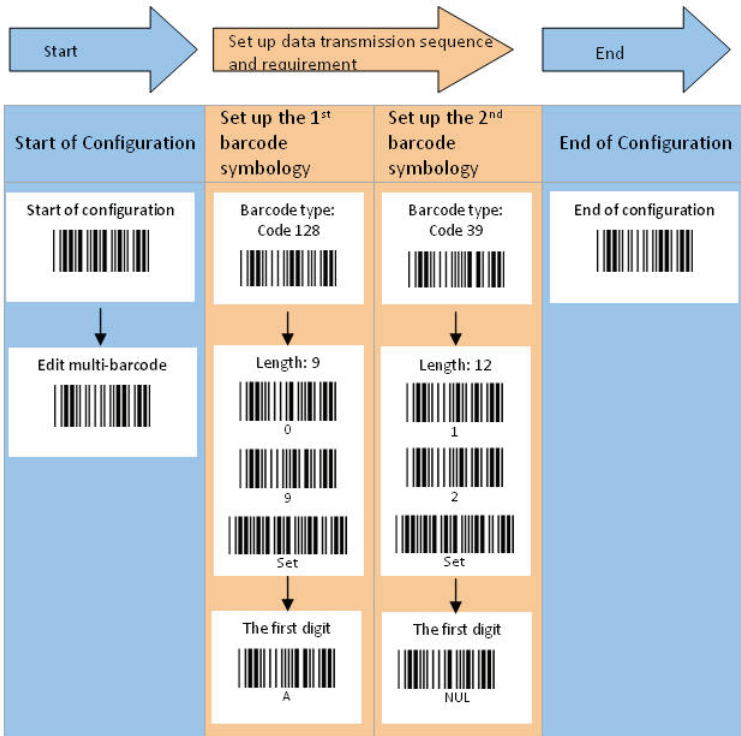 Start
Set up data transmission sequence
and requirement
End
Start of Configuration
Set up the 1st
barcode
symbology
Set up the 2nd
barcode
symbology
End of Configuration
Start of configuration
Edit multi-barcode
Barcode type:
Code 128
Length: 9
0
9
Set
The first digit
A
Barcode type:
Code 39
Length: 12
1
2
Set
The first digit
NUL
End of configuration